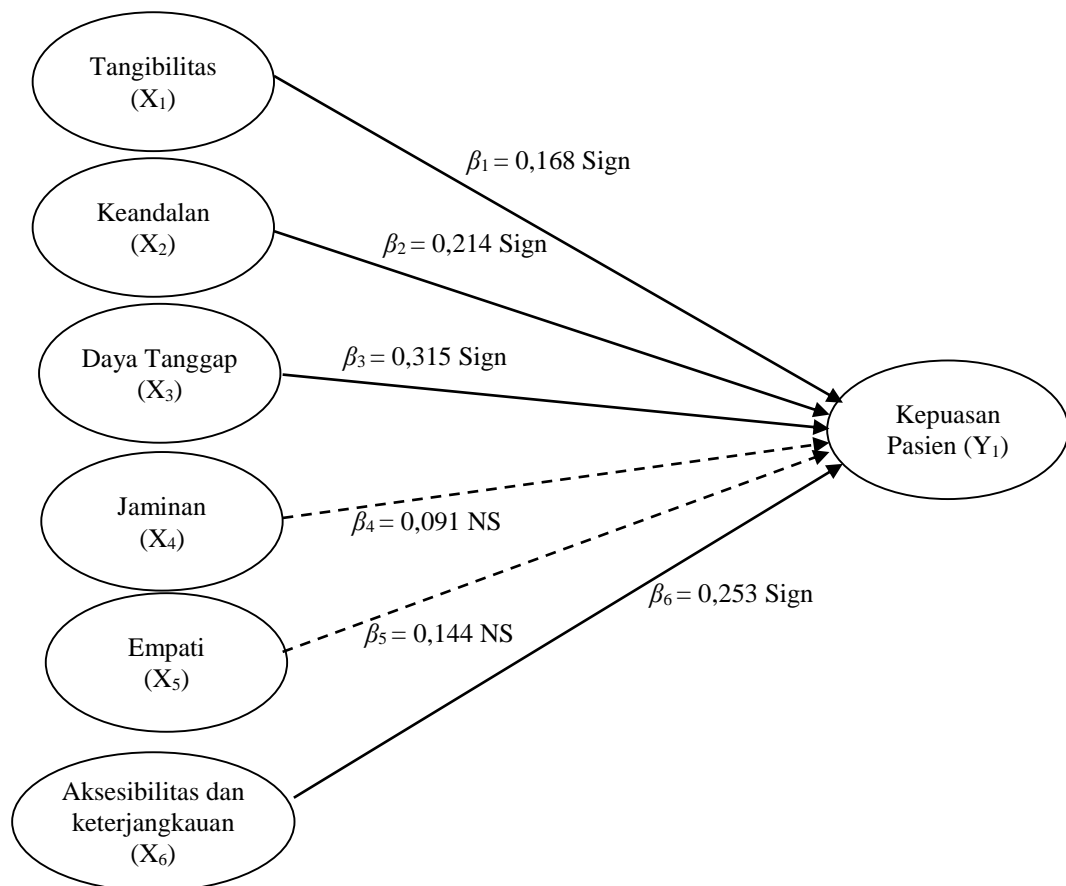 Tangibilitas
(X₁)
β₁ = 0,168 Sign
Keandalan
(X₂)
β₂ = 0,214 Sign
Daya Tanggap
(X₃)
β₃ = 0,315 Sign
Kepuasan
Pasien (Y₁)
Jaminan
(X₄)
β₄ = 0,091 NS
Empati
(X₅)
β₅ = 0,144 NS
β₆ = 0,253 Sign
Aksesibilitas dan
keterjangkauan
(X₆)